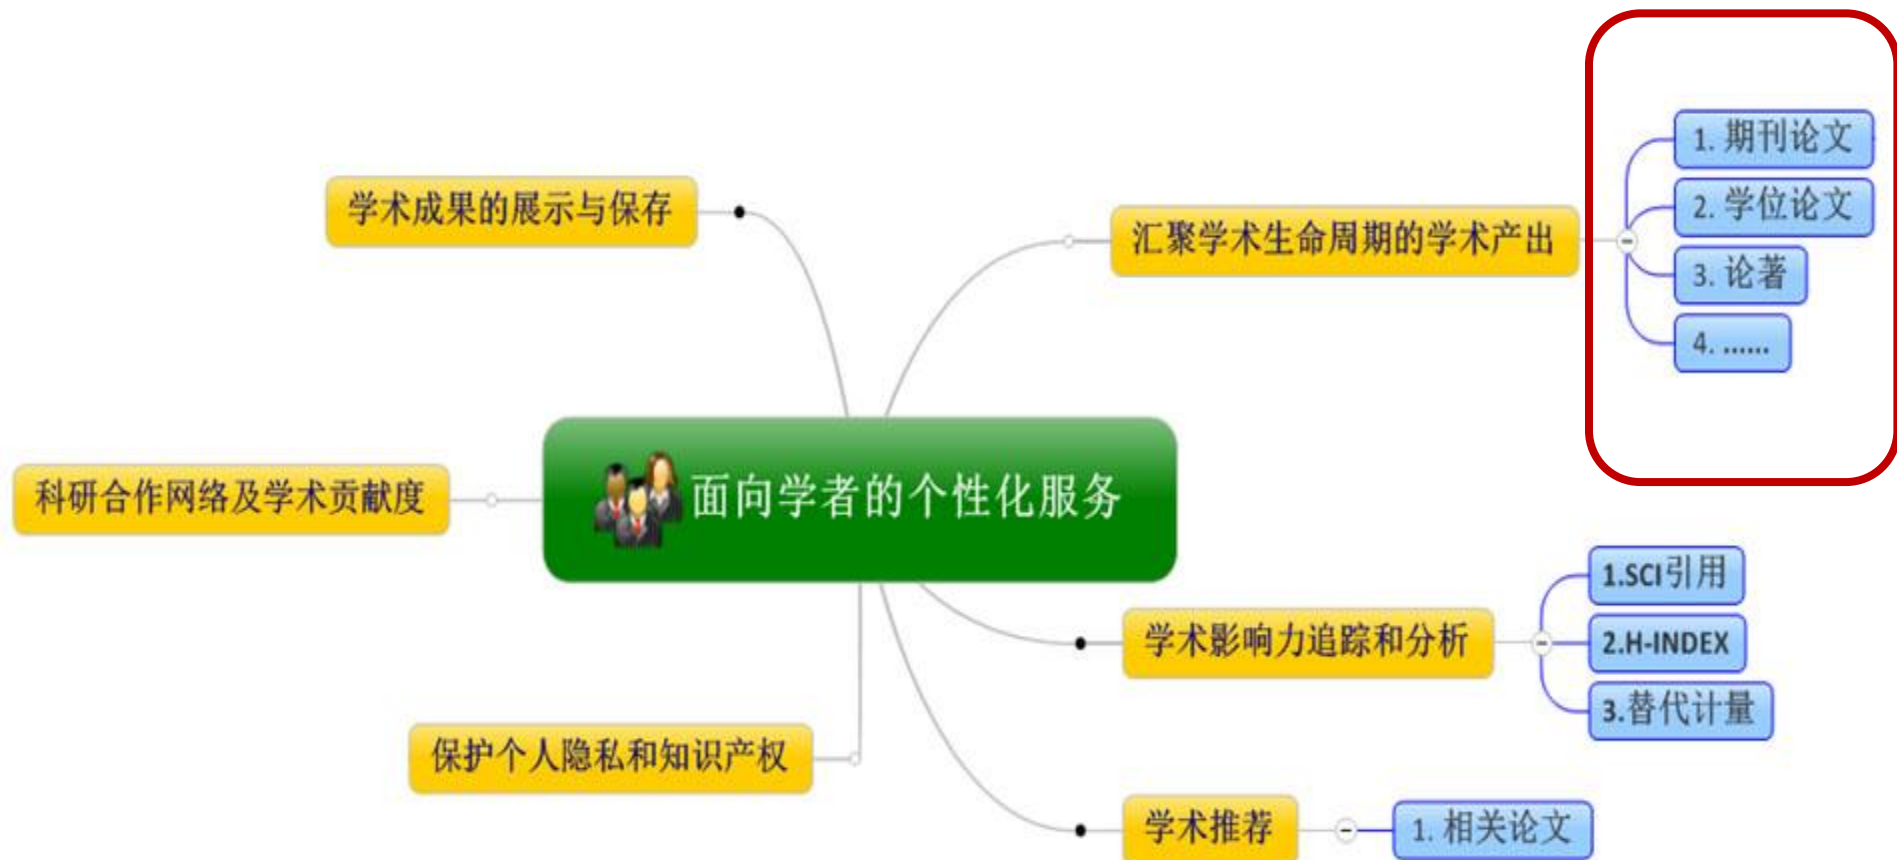 学术成果的展示与保存
科研合作网络及学术贡献度
保护个人隐私和知识产权
面向学者的个性化服务
汇聚学术生命周期的学术产出
1. 期刊论文
2. 学位论文
3. 论著
4. ......
学术影响力追踪和分析
1.SCI引用
2.H-INDEX
3.替代计量
学术推荐
1. 相关论文